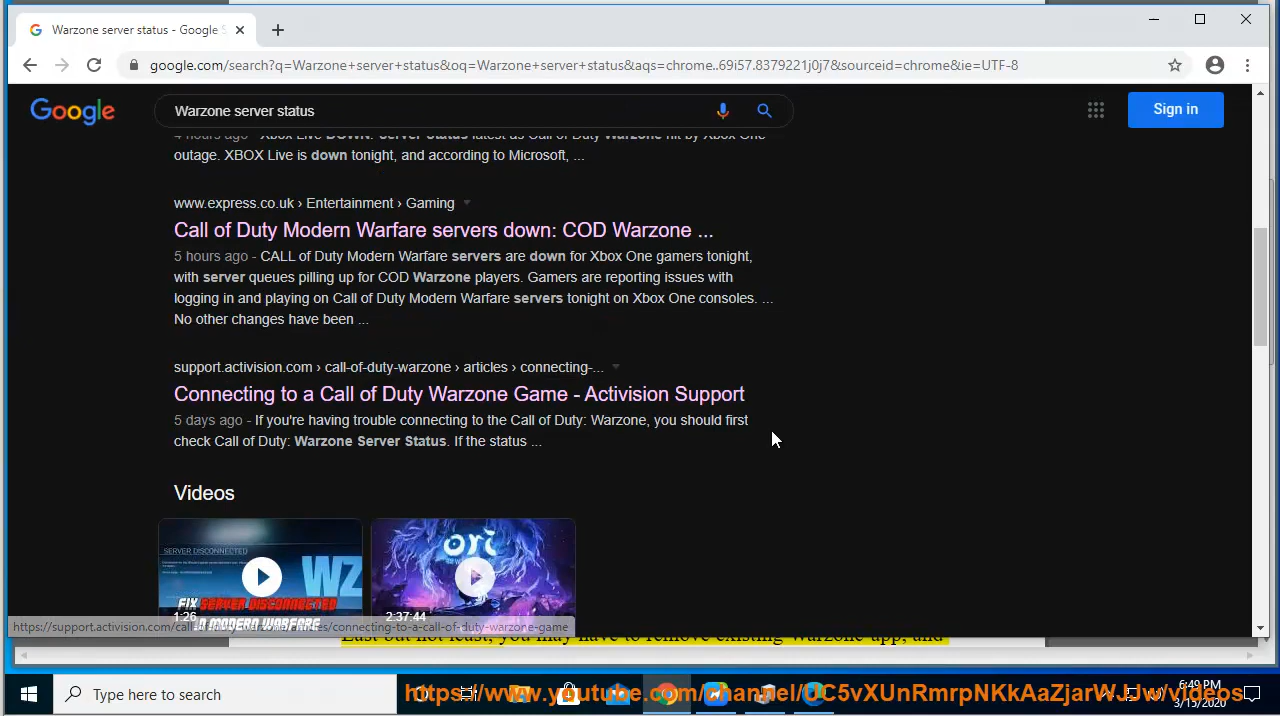 Warzone server status - Google S
google.com/search?q=Warzone+server+status&oq=Warzone+server+status&aqs=chrome..69i57.8379221j0j7&sourceid=chrome&ie=UTF-8
Google
Warzone server status
Sign in
4 hours ago - Xbox Live DOWN: Server Status latest as Call of Duty Warzone hit by Xbox One
outage. XBOX Live is down tonight, and according to Microsoft, ...
www.express.co.uk › Entertainment › Gaming
Call of Duty Modern Warfare servers down: COD Warzone ...
5 hours ago - CALL of Duty Modern Warfare servers are down for Xbox One gamers tonight,
with server queues pilling up for COD Warzone players. Gamers are reporting issues with
logging in and playing on Call of Duty Modern Warfare servers tonight on Xbox One consoles. ...
No other changes have been ...
support.activision.com › call-of-duty-warzone › articles › connecting-...
Connecting to a Call of Duty Warzone Game - Activision Support
5 days ago - If you're having trouble connecting to the Call of Duty: Warzone, you should first
check Call of Duty: Warzone Server Status. If the status ...
Videos
SERVER DISCONNECTED
WZ
ori
FIX SERVER DISCONNECTED
1:26
N MODERN WARFARE
2:37:44
https://support.activision.com/call-of-duty-warzone/articles/connecting-to-a-call-of-duty-warzone-game
Last but not least, you may have to remove existing Warzone app, and
Type here to search
https://www.youtube.com/channel/UC5vXUnRmrpNKkAaZjarWJJw/videos
6:49 PM
3/15/2020